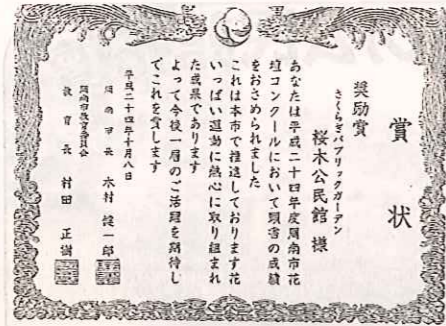 賞状
奨励賞
さくらぎパブリックガーデン
桜木公民館 様
あなたは平成二十四年度周南市花
壇コンクールにおいて頭書の成績
をおさめられました
これは本市で推進しております花
いっぱい運動に熱心に取り組まれ
た成果であります
よって今後一層のご活躍を期待し
てこれを賞します
平成二十四年十月八日
周南市長 木村健一郎
周南市教育委員会
教育長 村田正樹